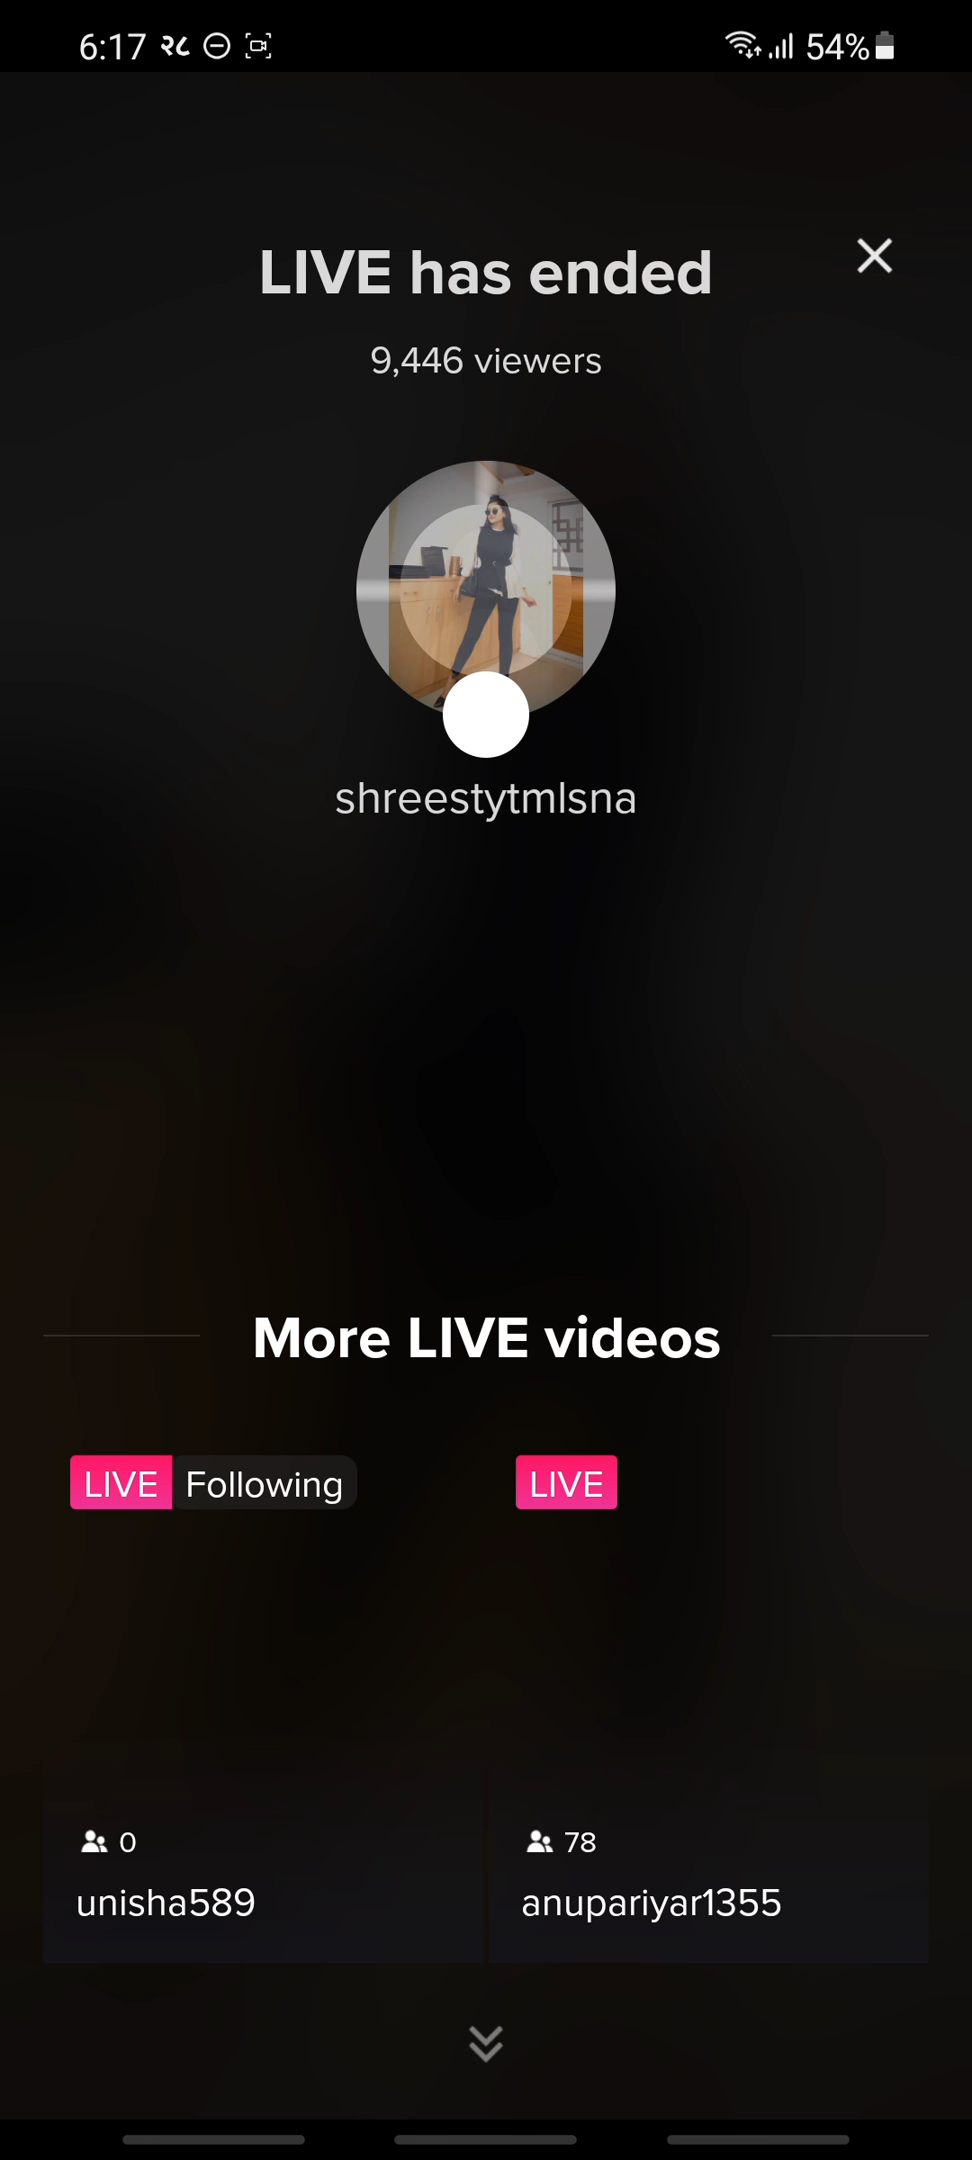 6:17 २८ 54%
LIVE has ended
9,446 viewers
shreestytmlsna
More LIVE videos
LIVE Following
LIVE
0
unisha589
78
anupariyar1355